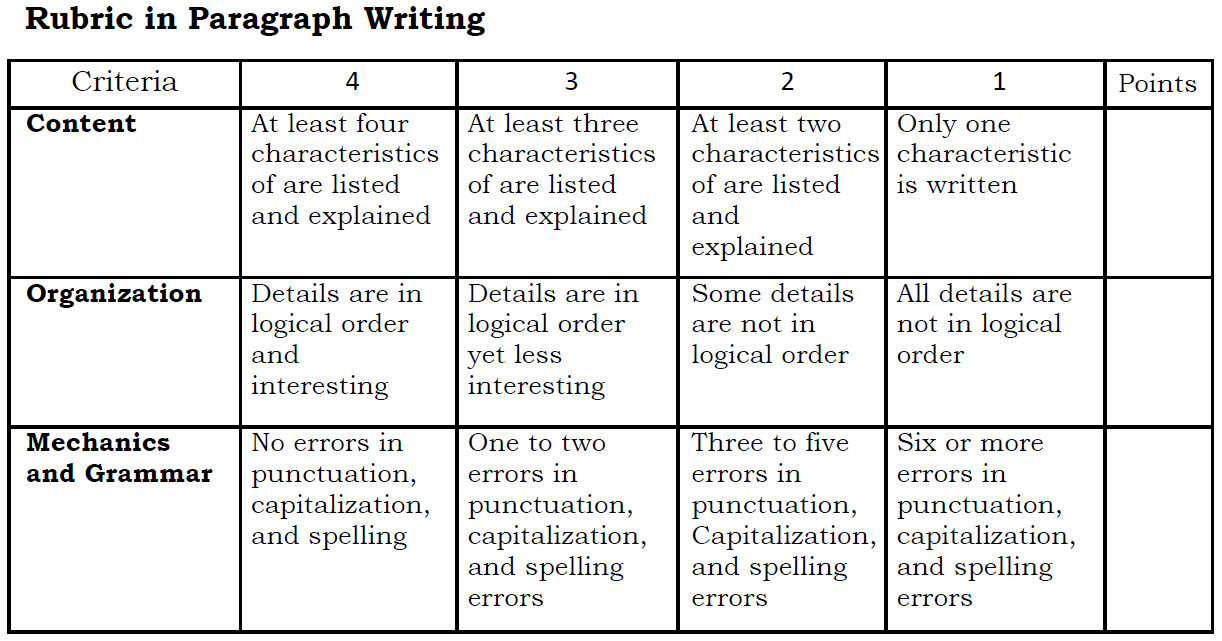 Rubric in Paragraph Writing
Criteria 4 3 2 1 Points
Content
At least four
characteristics
of are listed
and explained
At least three
characteristics
of are listed
and explained
At least two
characteristics
of are listed
and
explained
Only one
characteristic
is written
Organization
Details are in
logical order
and
interesting
Details are in
logical order
yet less
interesting
Some details
are not in
logical order
All details are
not in logical
order
Mechanics
and Grammar
No errors in
punctuation,
capitalization,
and spelling
One to two
errors in
punctuation,
capitalization,
and spelling
errors
Three to five
errors in
punctuation,
Capitalization,
and spelling
errors
Six or more
errors in
punctuation,
capitalization,
and spelling
errors